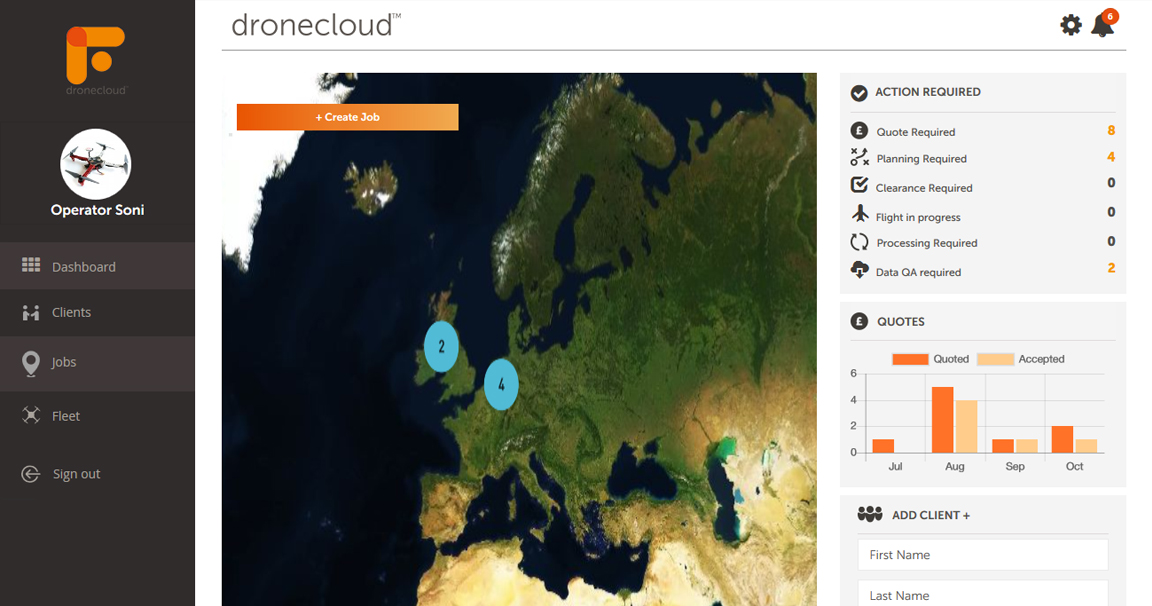 dronecloud™
6
dronecloud
Operator Soni
Dashboard
Clients
Jobs
Fleet
Sign out
+ Create Job
2
4
ACTION REQUIRED
Quote Required 8
Planning Required 4
Clearance Required 0
Flight in progress 0
Processing Required 0
Data QA required 2
QUOTES
Quoted Accepted
6
4
2
0
Jul Aug Sep Oct
ADD CLIENT +
First Name
Last Name